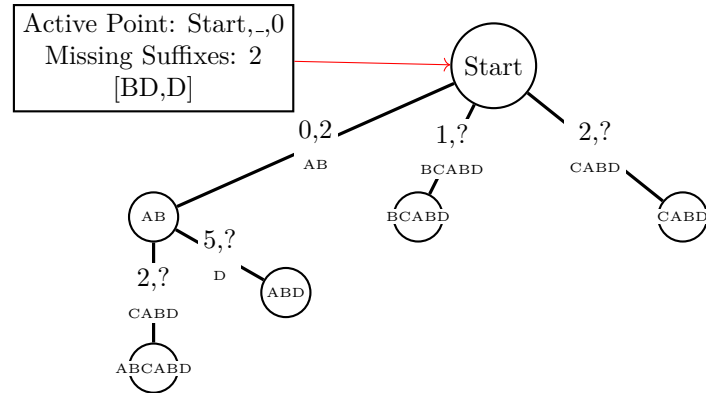 Active Point: Start,_,0
Missing Suffixes: 2
[BD,D]
Start
0,2
AB
1,?
BCABD
2,?
CABD
AB
BCABD
CABD
5,?
D
2,?
CABD
ABD
ABCABD